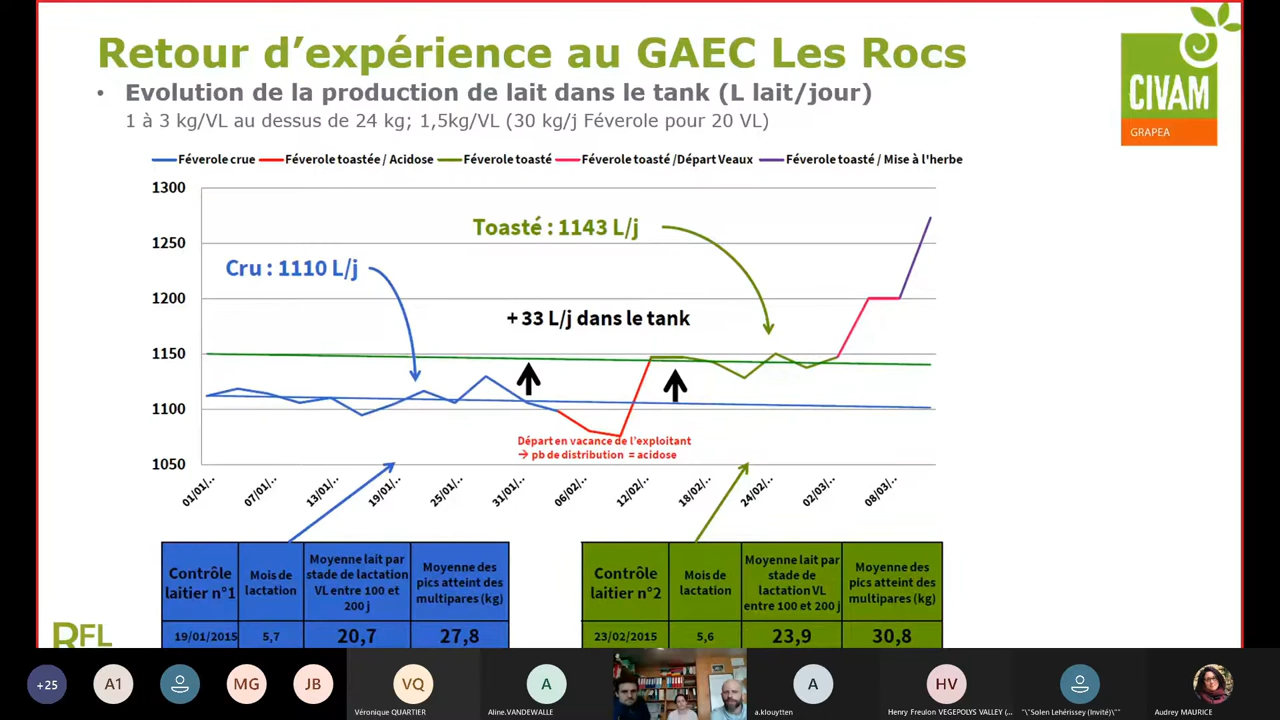 Retour d'expérience au GAEC Les Rocs
• Evolution de la production de lait dans le tank (L lait/jour)
1 à 3 kg/VL au dessus de 24 kg; 1,5kg/VL (30 kg/j Féverole pour 20 VL)
CIVAM
GRAPEA
Féverole crue Féverole toastée / Acidose Féverole toasté Féverole toasté /Départ Veaux Féverole toasté / Mise à l'herbe
1300
1250
1200
1150
1100
1050
Toasté : 1143 L/j
Cru : 1110 L/j
+ 33 L/j dans le tank
Départ en vacance de l'exploitant
→ pb de distribution = acidose
01/01/.. 07/01/.. 13/01/.. 19/01/.. 25/01/.. 31/01/.. 06/02/.. 12/02/.. 18/02/.. 24/02/.. 02/03/.. 08/03/..
Contrôle laitier n°1
Mois de lactation
Moyenne lait par stade de lactation VL entre 100 et 200 j
Moyenne des pics atteint des multipares (kg)
19/01/2015 5,7 20,7 27,8
Contrôle laitier n°2
Mois de lactation
Moyenne lait par stade de lactation VL entre 100 et 200 j
Moyenne des pics atteint des multipares (kg)
23/02/2015 5,6 23,9 30,8
RFL
+25 A1 MG JB VQ A A HV
Véronique QUARTIER Aline.VANDEWALLE a.klouytten Henry Freulon VEGEPOLYS VALLEY (... "\"Solen Lehérissey (Invité)\"" Audrey MAURICE